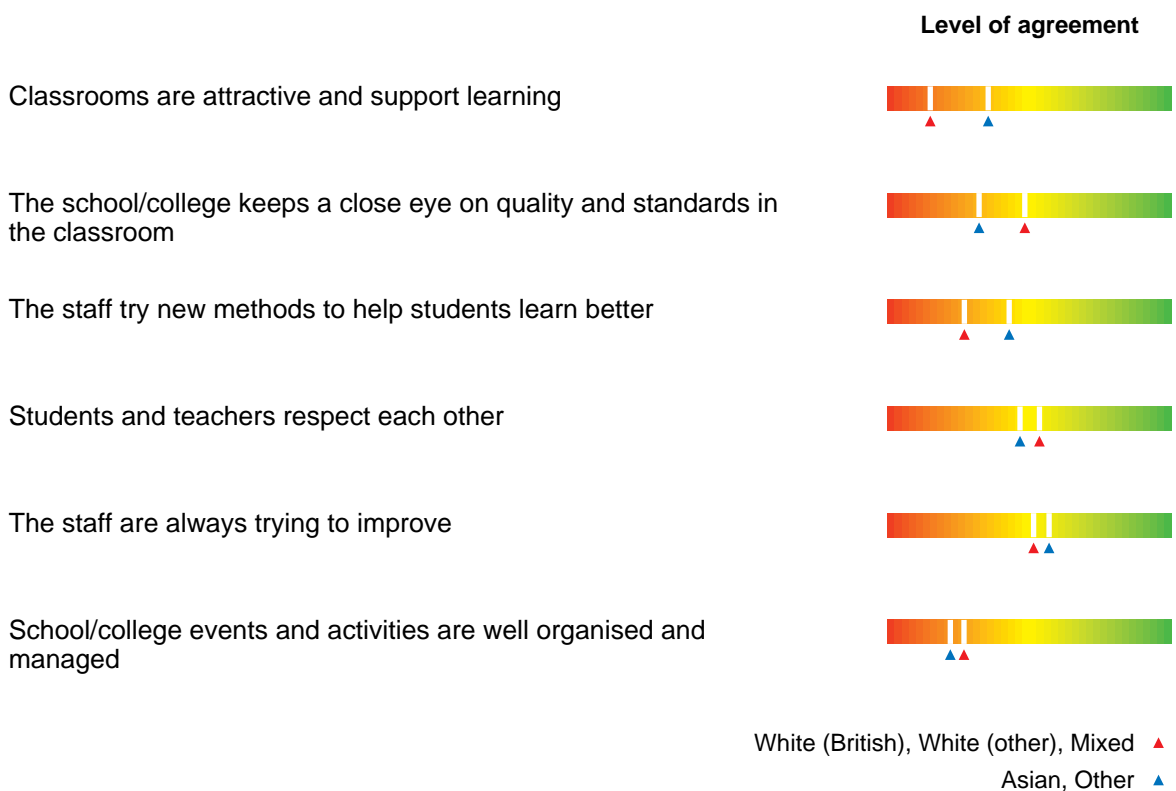 Level of agreement
Classrooms are attractive and support learning
The school/college keeps a close eye on quality and standards in
the classroom
The staff try new methods to help students learn better
Students and teachers respect each other
The staff are always trying to improve
School/college events and activities are well organised and
managed
White (British), White (other), Mixed
Asian, Other